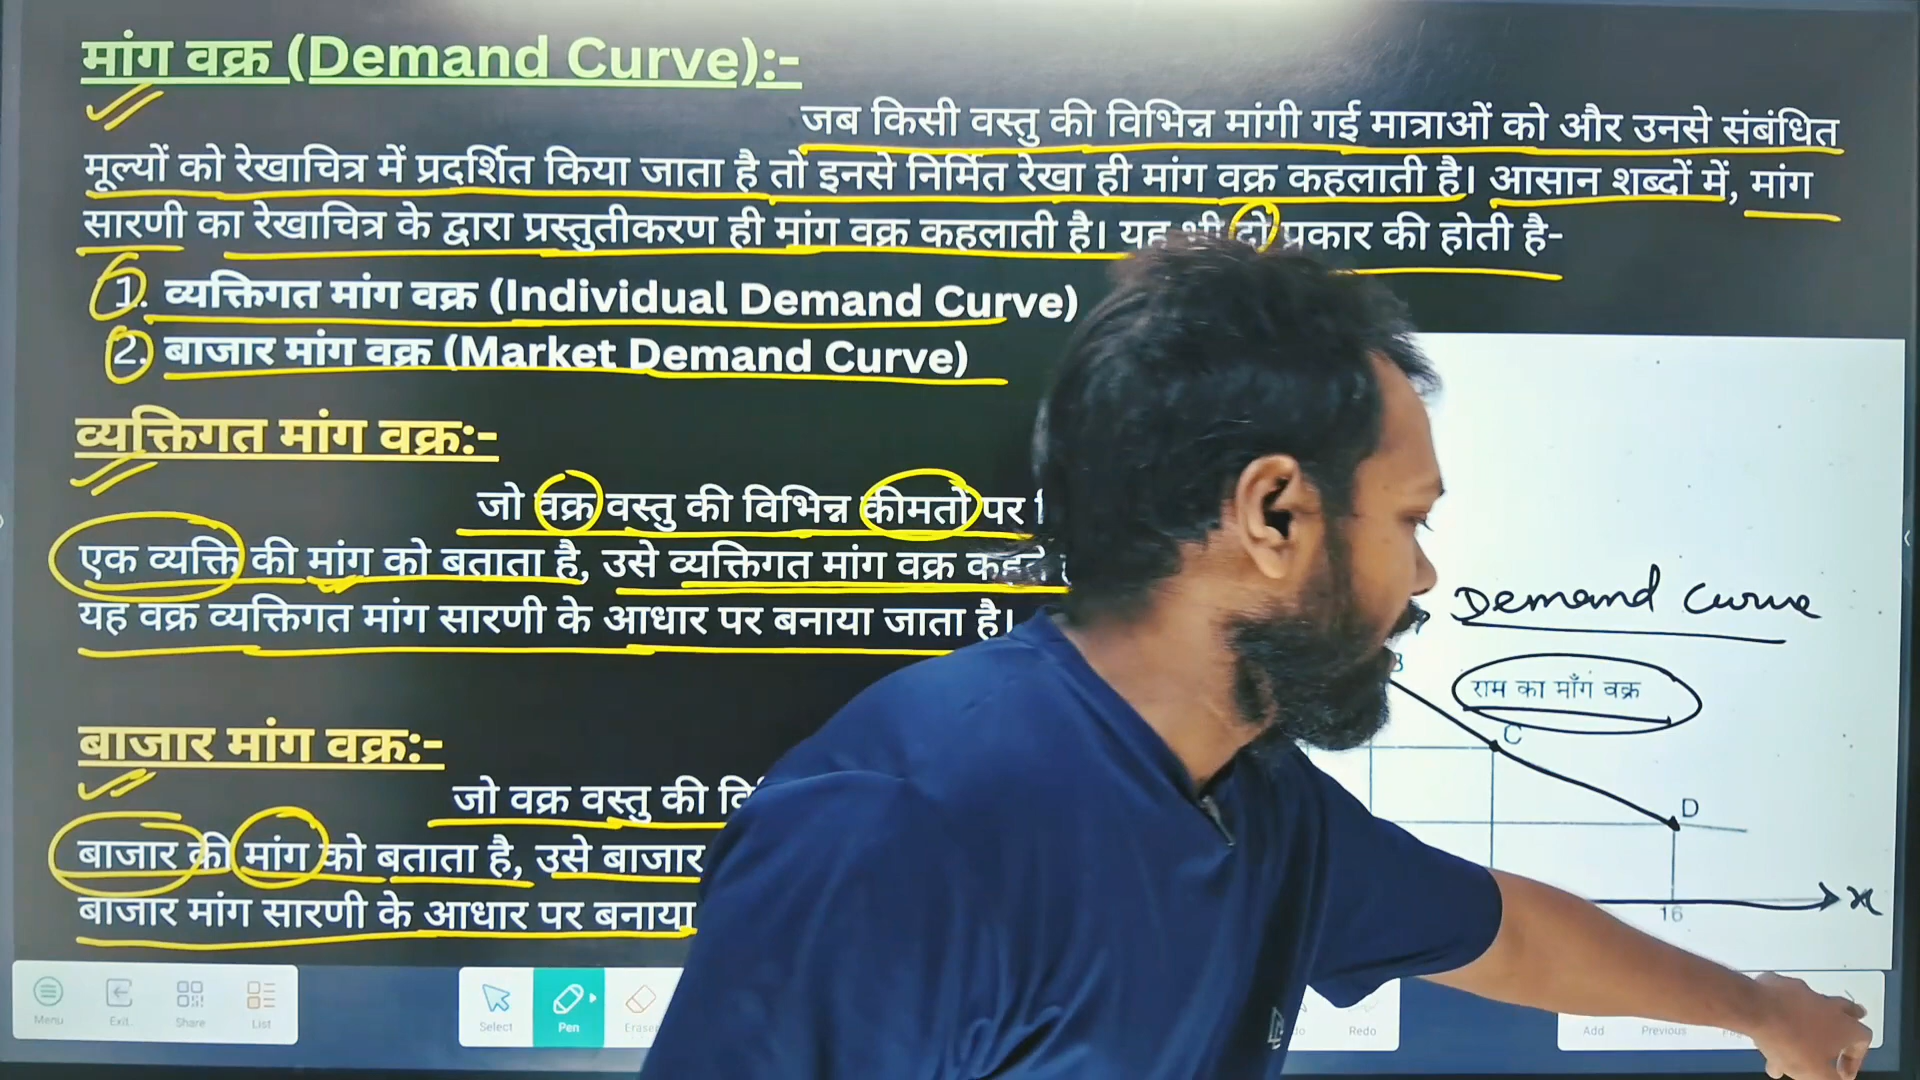 मांग वक्र (Demand Curve):-
जब किसी वस्तु की विभिन्न मांगी गई मात्राओं को और उनसे संबंधित
मूल्यों को रेखाचित्र में प्रदर्शित किया जाता है तो इनसे निर्मित रेखा ही मांग वक्र कहलाती है। आसान शब्दों में, मांग
सारणी का रेखाचित्र के द्वारा प्रस्तुतीकरण ही मांग वक्र कहलाती है। यह भी दो प्रकार की होती है-
1. व्यक्तिगत मांग वक्र (Individual Demand Curve)
2. बाजार मांग वक्र (Market Demand Curve)
व्यक्तिगत मांग वक्र:-
जो वक्र वस्तु की विभिन्न कीमतो पर
एक व्यक्ति की मांग को बताता है, उसे व्यक्तिगत मांग वक्र कहते
यह वक्र व्यक्तिगत मांग सारणी के आधार पर बनाया जाता है।
बाजार मांग वक्र:-
जो वक्र वस्तु की
बाजार की मांग को बताता है, उसे बाजार
बाजार मांग सारणी के आधार पर बनाया
Demand Curve
B
राम का माँग वक्र
C
D
16
x
Menu
Exit
Share
List
Select
Pen
Eraser
Redo
Add
Previous